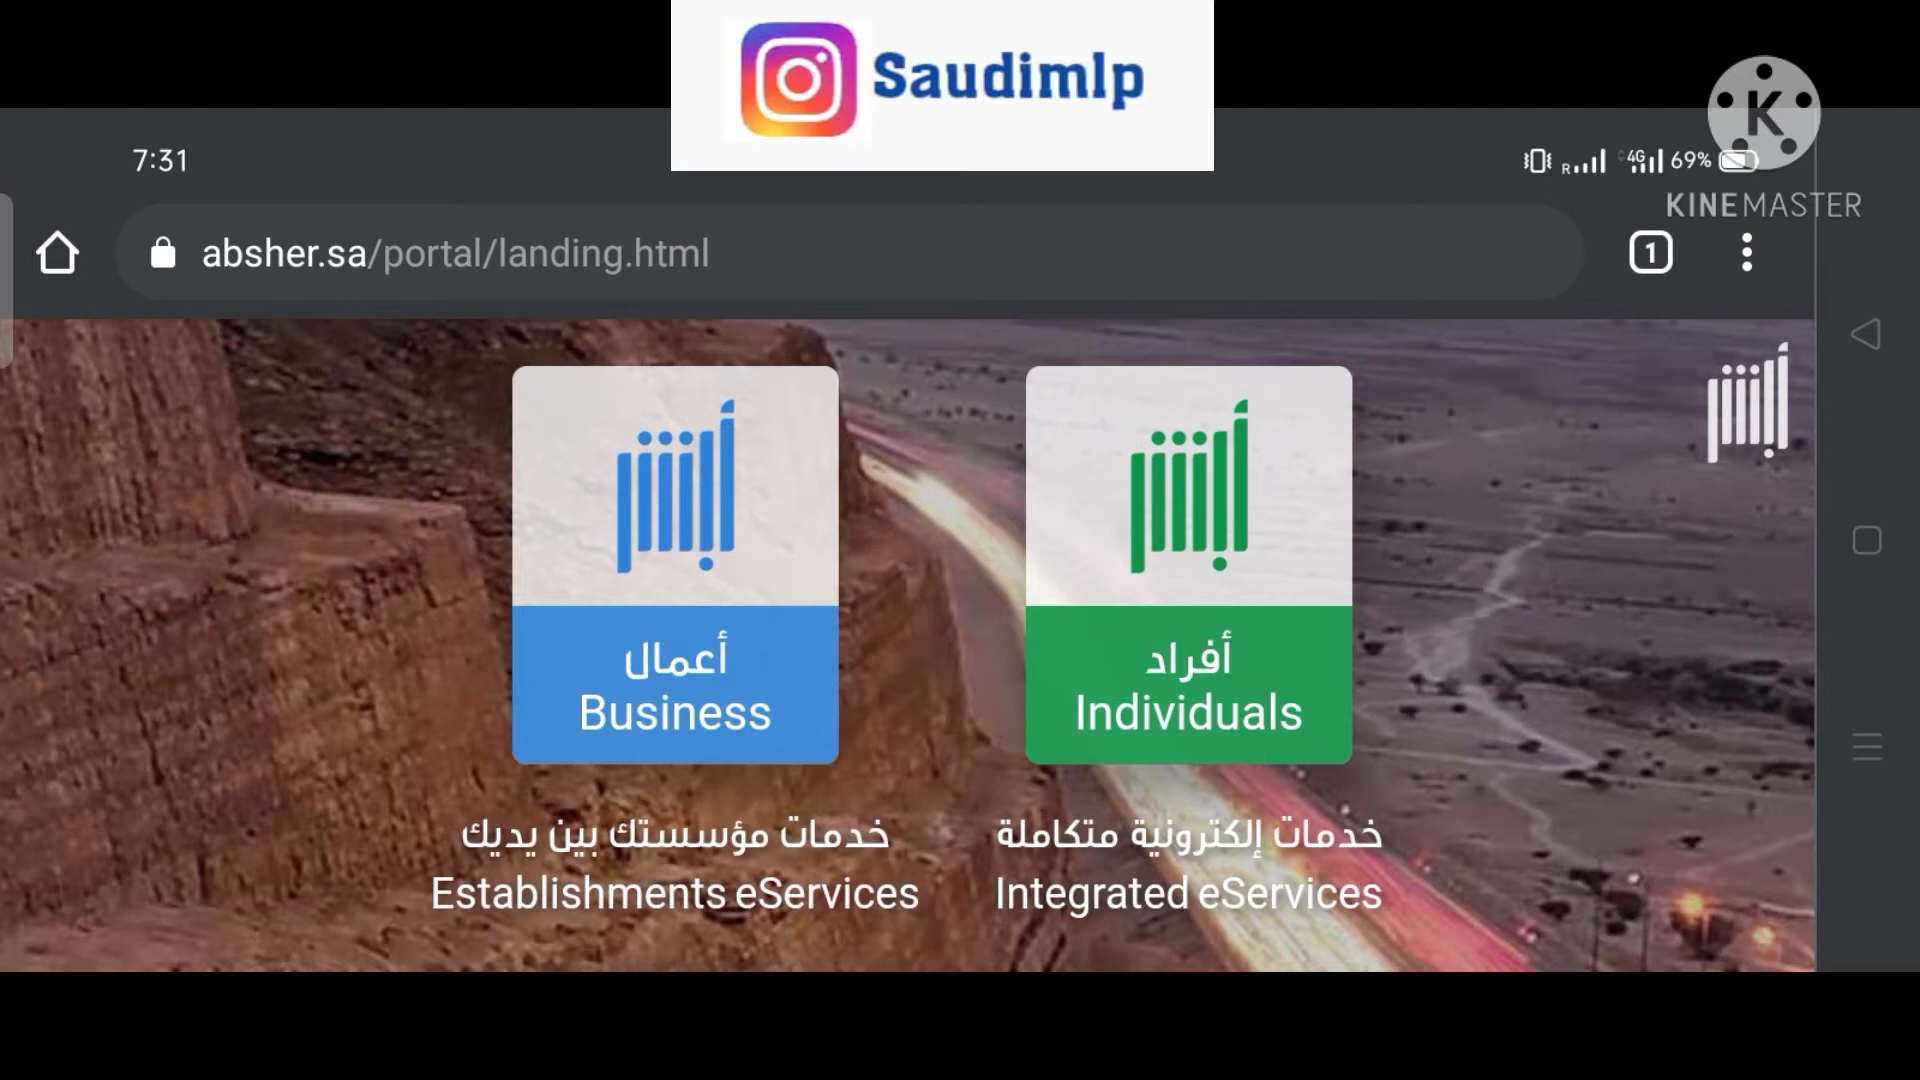 Saudimlp
7:31
R 4G 69%
K
KINEMASTER
absher.sa/portal/landing.html
1
أبشر
أبشر
أبشر
أعمال
Business
أفراد
Individuals
خدمات مؤسستك بين يديك
Establishments eServices
خدمات إلكترونية متكاملة
Integrated eServices